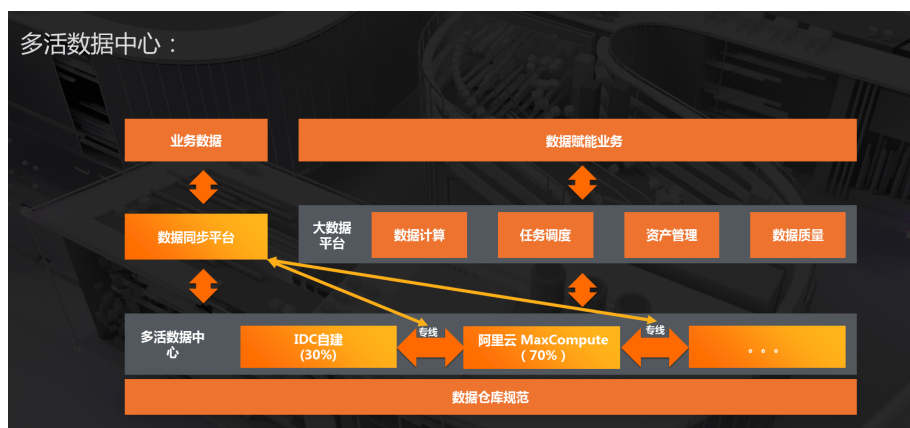 多活数据中心：
业务数据
数据赋能业务
数据同步平台
大数据
平台
数据计算
任务调度
资产管理
数据质量
多活数据中
心
IDC自建
(30%)
专线
阿里云 MaxCompute
（70%）
专线
。。。
数据仓库规范